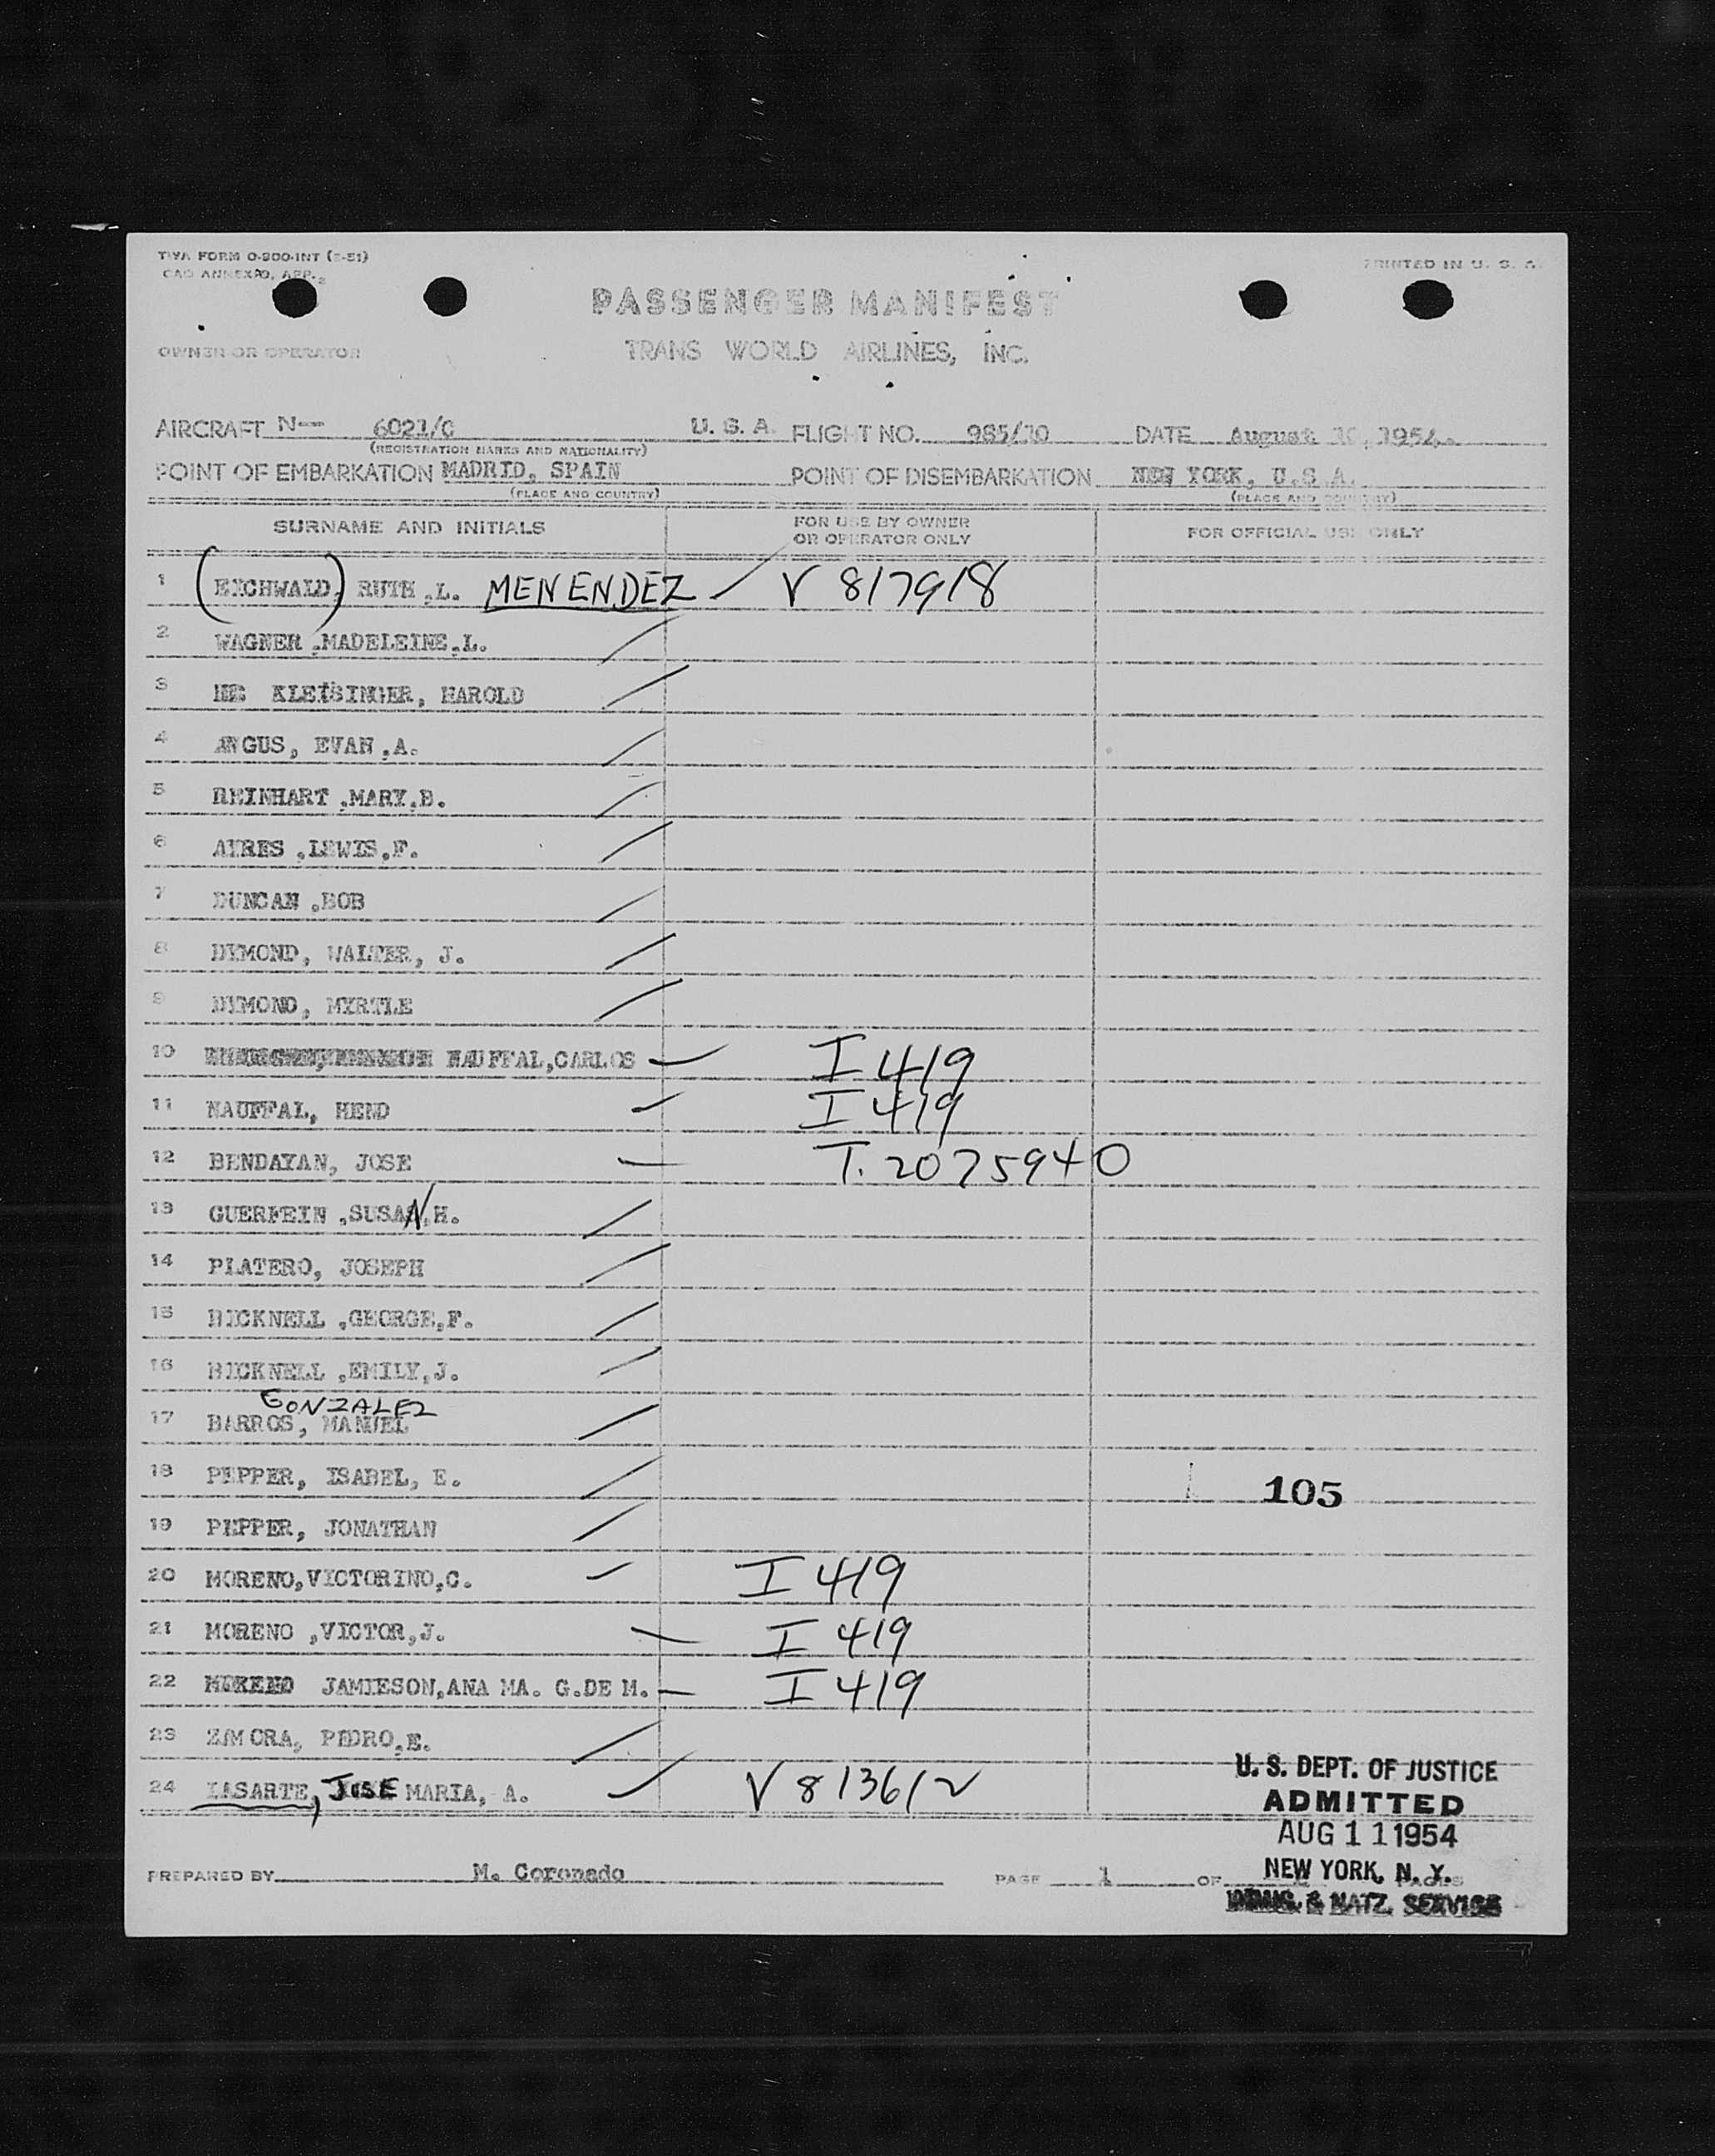 TWA FORM O-900-INT
PRINTED IN U. S. A.
PASSENGER MANIFEST
OWNER OR OPERATOR
TRANS WORLD AIRLINES, INC.
AIRCRAFT N-- 6021/C U. S. A. FLIGHT NO. 985/10 DATE August 10, 1954.
(REGISTRATION MARKS AND NATIONALITY)
POINT OF EMBARKATION MADRID, SPAIN POINT OF DISEMBARKATION NEW YORK, U.S.A.
(PLACE AND COUNTRY) (PLACE AND COUNTRY)
SURNAME AND INITIALS FOR USE BY OWNER OR OPERATOR ONLY FOR OFFICIAL USE ONLY
1 (EICHWALD,) RUTH ,L. MENENDEZ V 817918
2 WAGNER ,MADELEINE,L.
3 KLEISINGER, HAROLD
4 ANGUS, EVAN ,A.
5 REINHART ,MARY,B.
6 AYRES ,LEWIS,F.
7 DUNCAN ,BOB
8 DYMOND, WALTER, J.
9 DYMOND, MYRTLE
10 NAUFFAL,CARLOS I 419
11 NAUFFAL, HEND I 419
12 BENDAYAN, JOSE T. 2075940
13 GUERFEIN ,SUSAN,H.
14 PLATERO, JOSEPH
15 BICKNELL ,GEORGE,F.
16 BICKNELL ,EMILY,J.
GONZALEZ
17 BARROS, MANUEL
18 PEPPER, ISABEL, E. 105
19 PEPPER, JONATHAN
20 MORENO,VICTORINO,C. I 419
21 MORENO ,VICTOR,J. I 419
22 MORENO JAMIESON,ANA MA. G.DE M. I 419
23 ZAMORA, PEDRO,E.
24 LASARTE, JOSE MARIA, A. V 813612
U. S. DEPT. OF JUSTICE
ADMITTED
AUG 11 1954
NEW YORK, N. Y.
IMMIG. & NATZ. SERVICE
PREPARED BY M. Coronado PAGE 1 OF PAGES